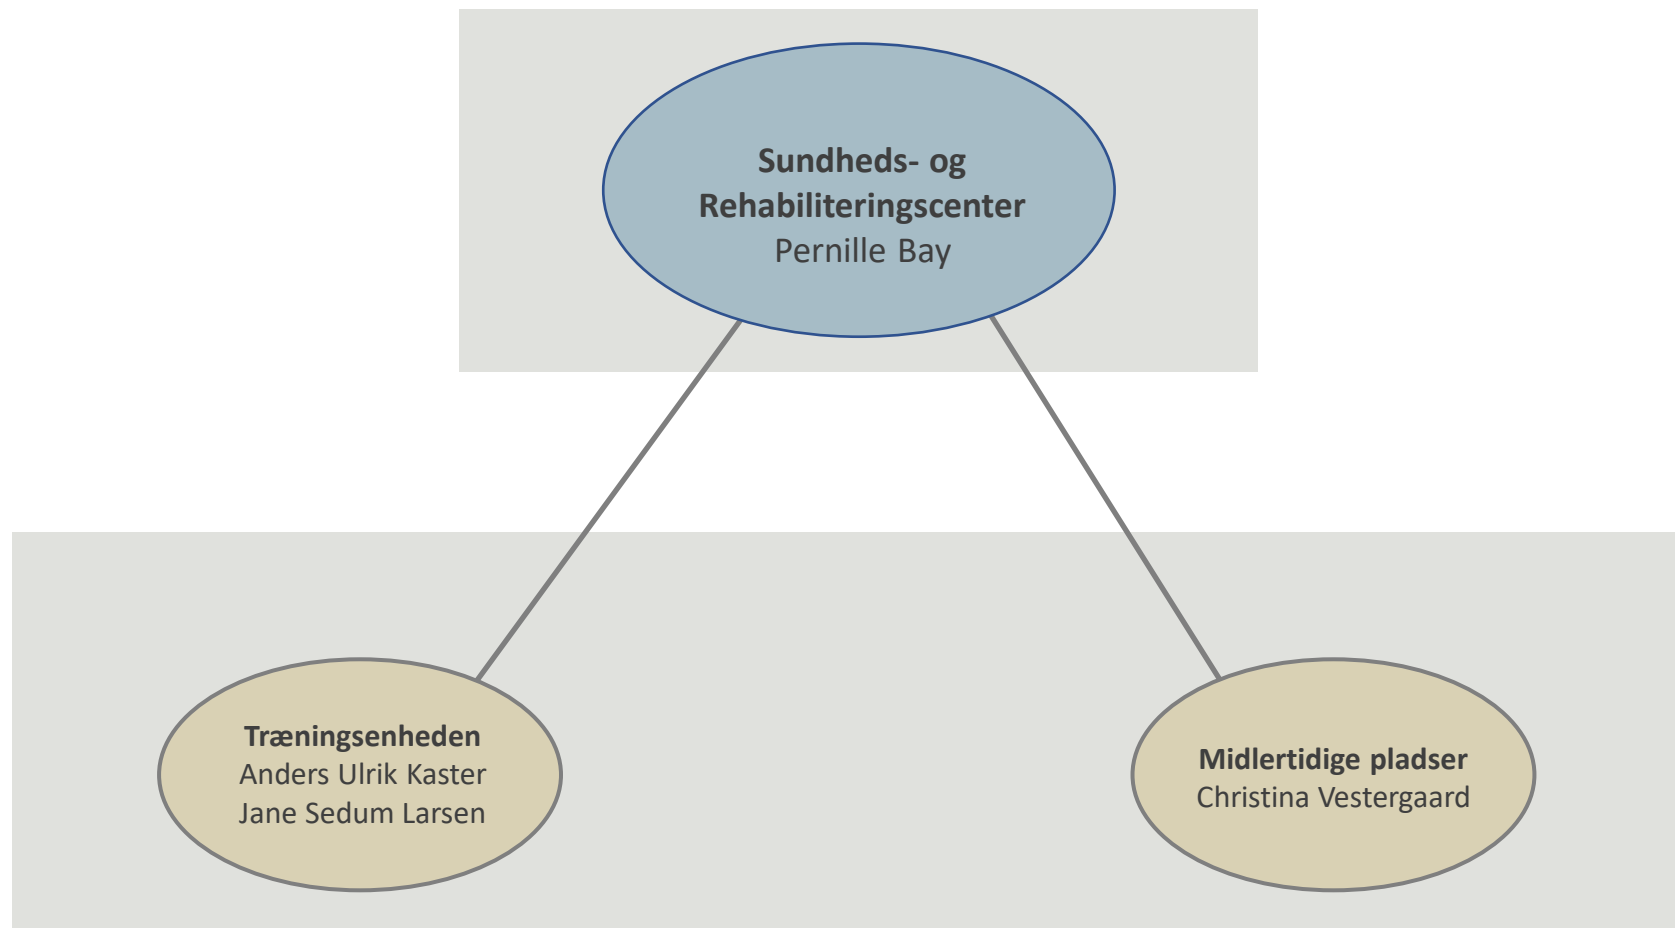 Sundheds- og
Rehabiliteringscenter
Pernille Bay
Træningsenheden
Anders Ulrik Kaster
Jane Sedum Larsen
Midlertidige pladser
Christina Vestergaard